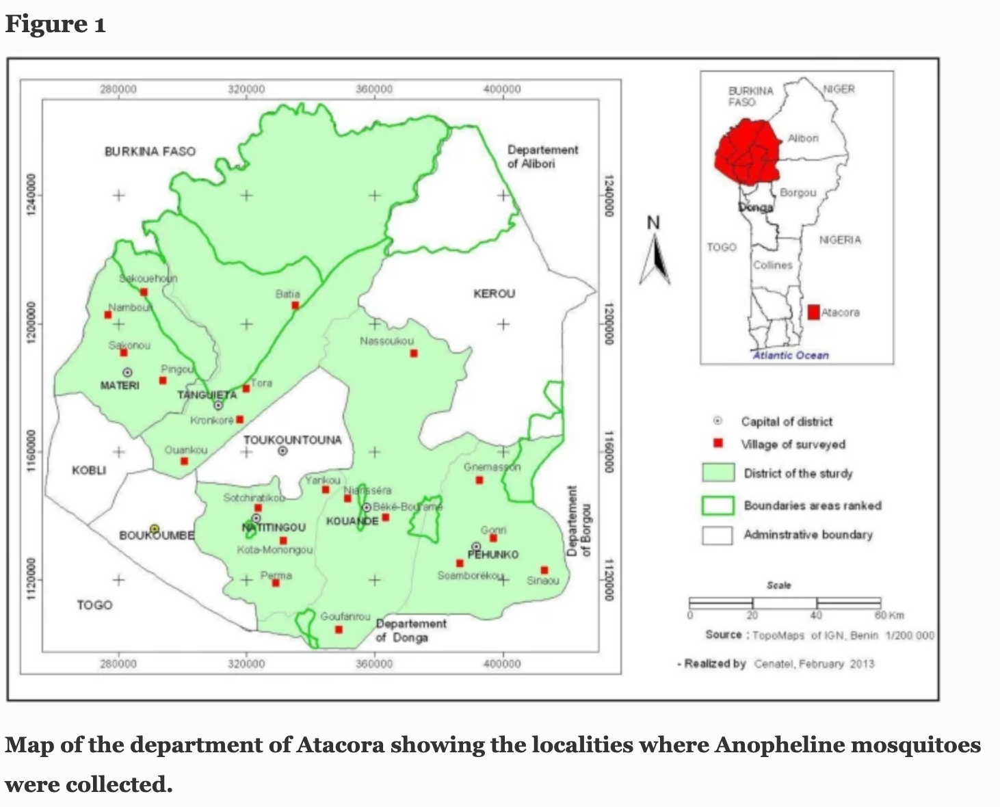 Figure 1
280000
320000
360000
400000
BURKINA FASO
Departement
of Alibori
1240000
1240000
Sakouehoun
Batia
KEROU
Namboun
1200000
1200000
Nassoukou
Sakonou
Pingou
MATERI
Tora
TANGUIETA
Kronkoré
TOUKOUNTOUNA
1160000
1160000
Ouankou
KOBLI
Gnemasson
Yarikou
Niarisséra
Sotchiratikou
Béké-Bouramè
KOUANDE
NATITINGOU
BOUKOUMBE
Gonri
Departement
of Borgou
Kota-Monongou
PEHUNKO
Perma
Soamborékou
Sinaou
1120000
1120000
TOGO
Goufanrou
Departement
of Donga
280000
320000
360000
400000
N
BURKINA
FASO
NIGER
Alibori
Borgou
Donga
NIGERIA
TOGO
Collines
Atacora
Atlantic Ocean
Capital of district
Village of surveyed
District of the sturdy
Boundaries areas ranked
Adminstrative boundary
Scale
0 20 40 60 Km
Source : TopoMaps of IGN, Benin 1/200 000
- Realized by Cenatel, February 2013
Map of the department of Atacora showing the localities where Anopheline mosquitoes
were collected.